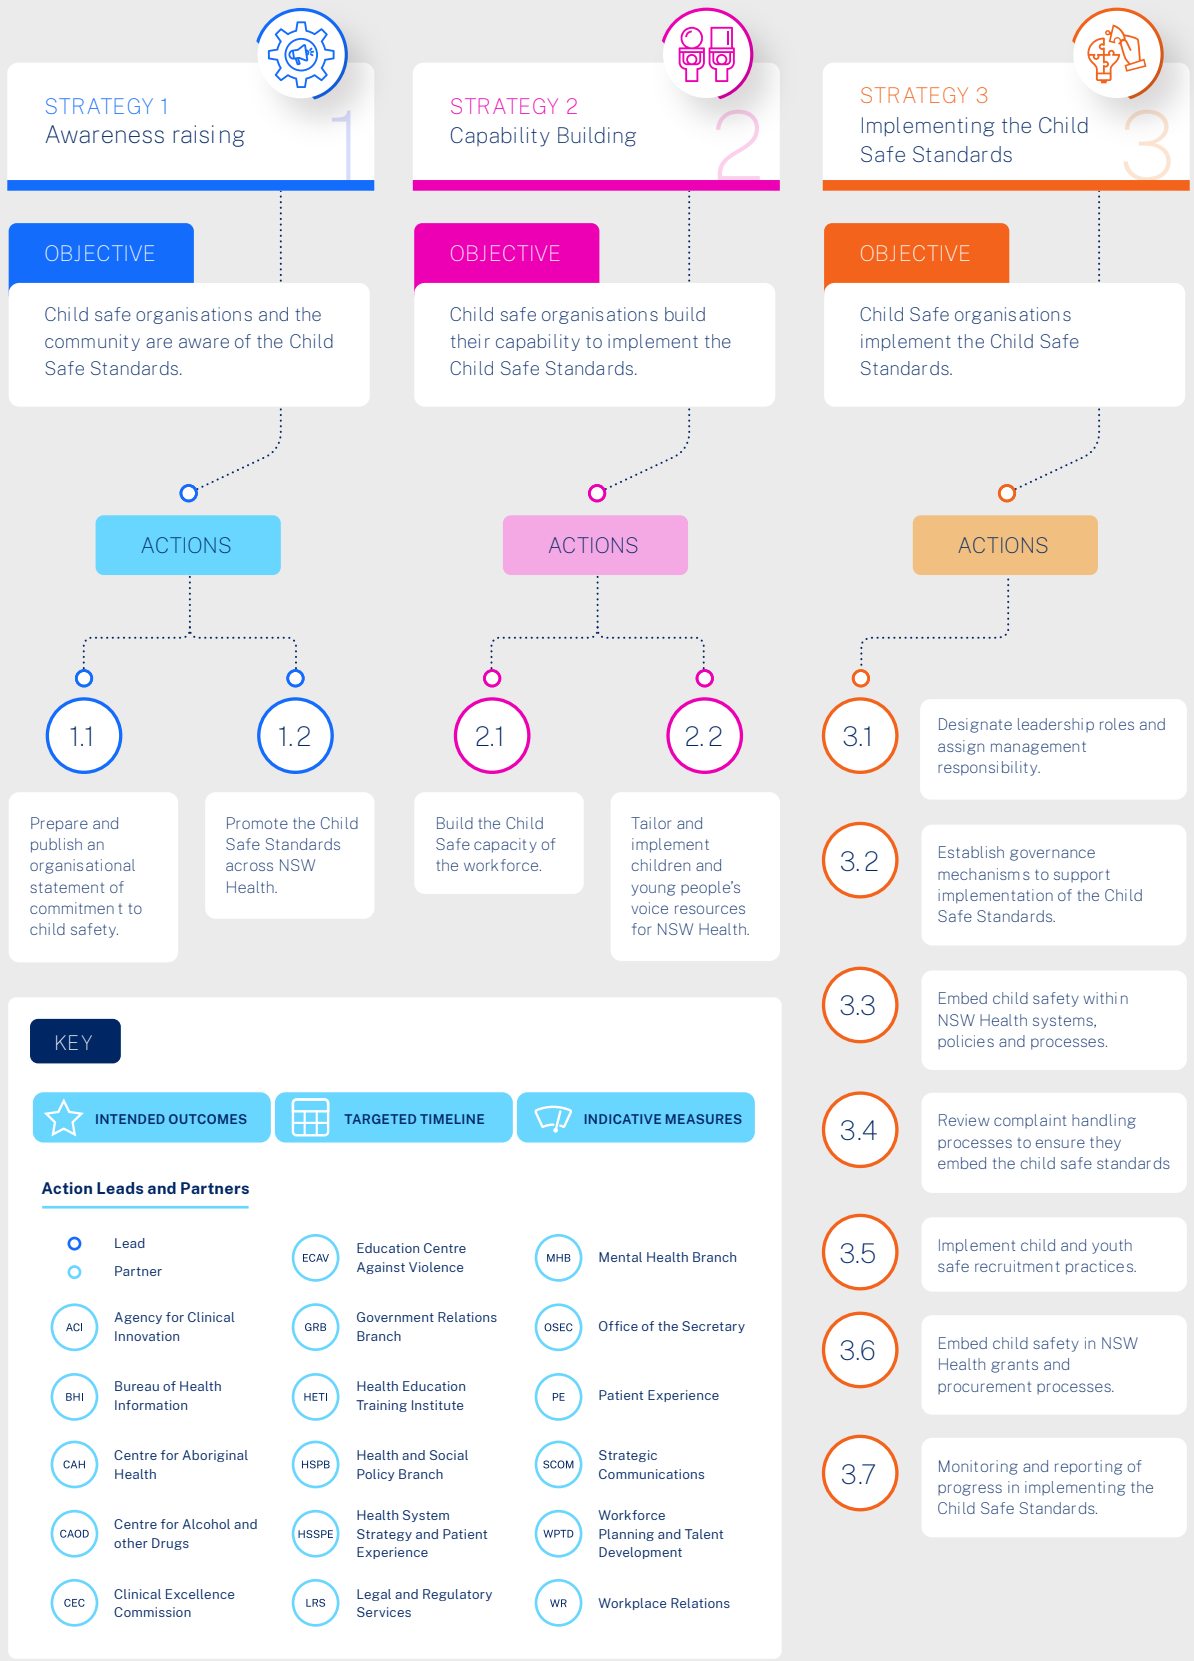 STRATEGY 1
Awareness raising
1
OBJECTIVE
Child safe organisations and the
community are aware of the Child
Safe Standards.
ACTIONS
1.1
Prepare and
publish an
organisational
statement of
commitment to
child safety.
1.2
Promote the Child
Safe Standards
across NSW
Health.
STRATEGY 2
Capability Building
2
OBJECTIVE
Child safe organisations build
their capability to implement the
Child Safe Standards.
ACTIONS
2.1
Build the Child
Safe capacity of
the workforce.
2.2
Tailor and
implement
children and
young people's
voice resources
for NSW Health.
STRATEGY 3
Implementing the Child
Safe Standards
3
OBJECTIVE
Child Safe organisations
implement the Child Safe
Standards.
ACTIONS
3.1
Designate leadership roles and
assign management
responsibility.
3.2
Establish governance
mechanisms to support
implementation of the Child
Safe Standards.
3.3
Embed child safety within
NSW Health systems,
policies and processes.
3.4
Review complaint handling
processes to ensure they
embed the child safe standards
3.5
Implement child and youth
safe recruitment practices.
3.6
Embed child safety in NSW
Health grants and
procurement processes.
3.7
Monitoring and reporting of
progress in implementing the
Child Safe Standards.
KEY
INTENDED OUTCOMES
TARGETED TIMELINE
INDICATIVE MEASURES
Action Leads and Partners
Lead
Partner
ACI
Agency for Clinical
Innovation
BHI
Bureau of Health
Information
CAH
Centre for Aboriginal
Health
CAOD
Centre for Alcohol and
other Drugs
CEC
Clinical Excellence
Commission
ECAV
Education Centre
Against Violence
GRB
Government Relations
Branch
HETI
Health Education
Training Institute
HSPB
Health and Social
Policy Branch
HSSPE
Health System
Strategy and Patient
Experience
LRS
Legal and Regulatory
Services
MHB
Mental Health Branch
OSEC
Office of the Secretary
PE
Patient Experience
SCOM
Strategic
Communications
WPTD
Workforce
Planning and Talent
Development
WR
Workplace Relations